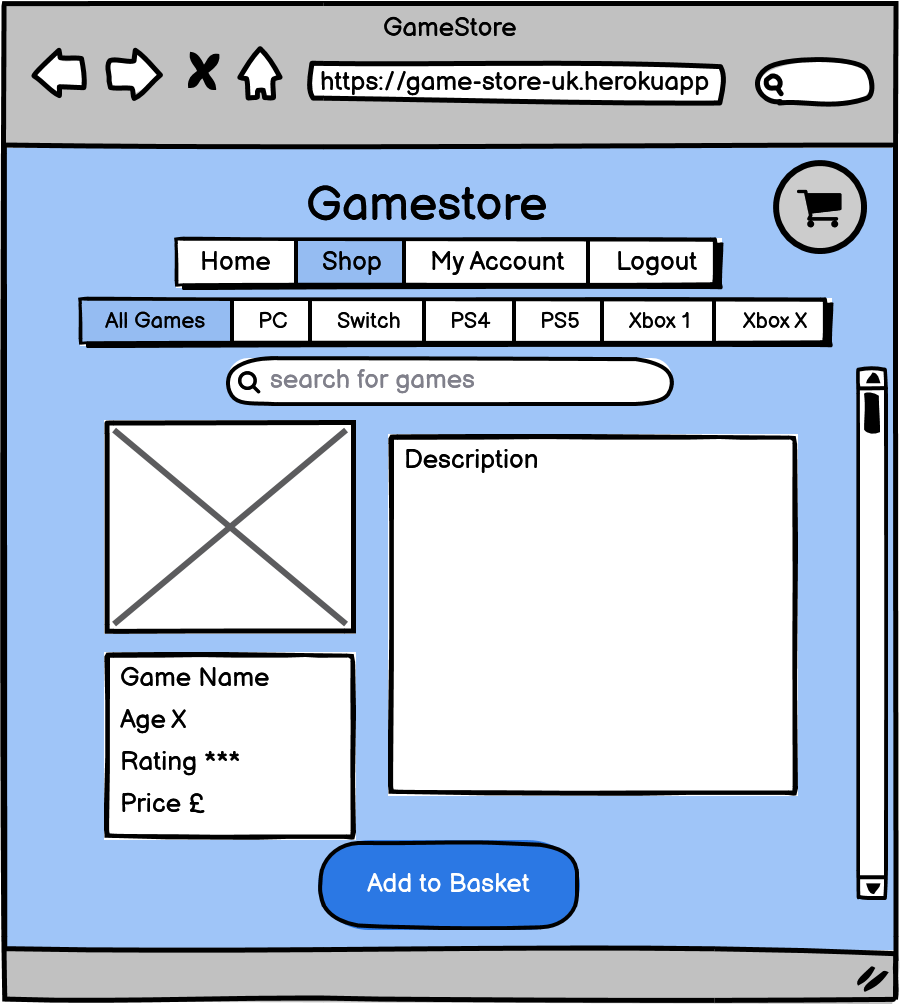 GameStore
https://game-store-uk.herokuapp
Gamestore
Home Shop My Account Logout
All Games PC Switch PS4 PS5 Xbox 1 Xbox X
search for games
Description
Game Name
Age X
Rating ***
Price £
Add to Basket